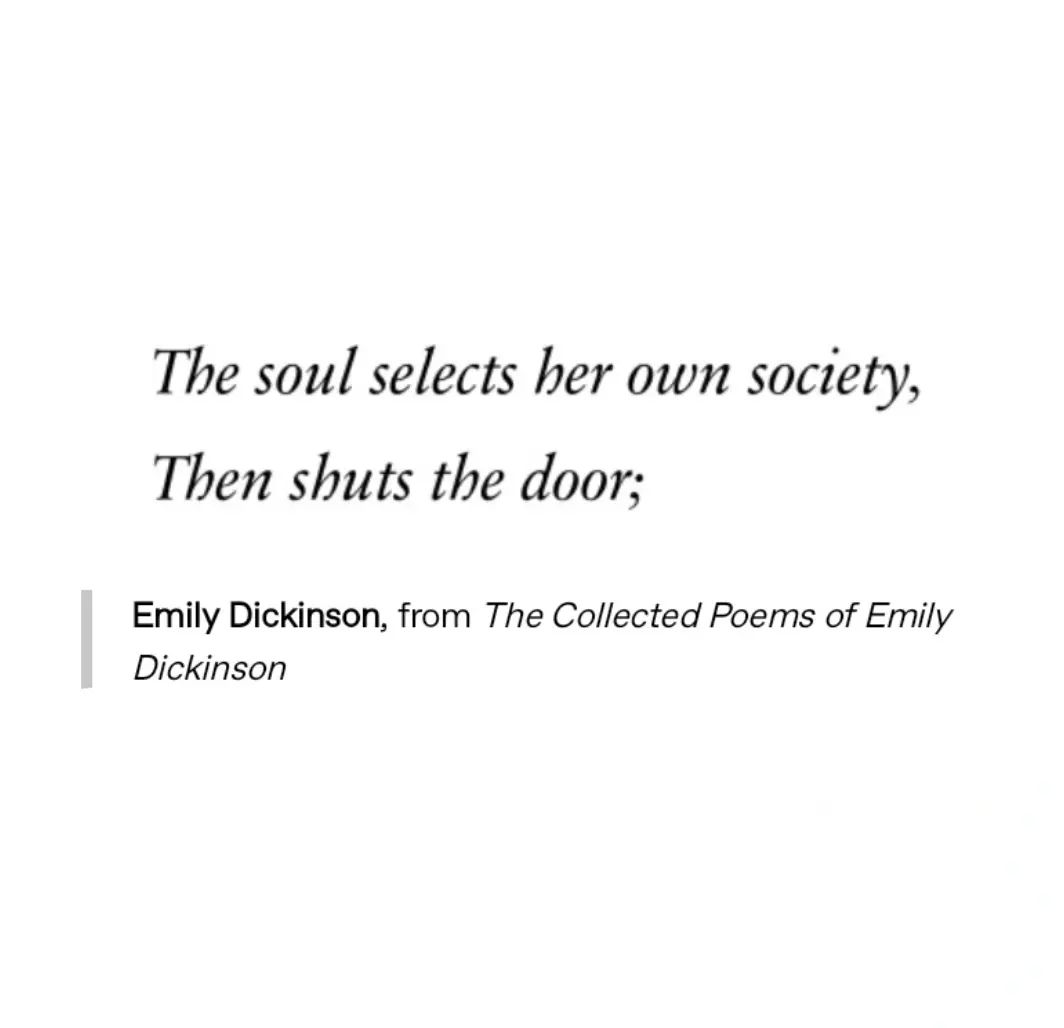 The soul selects her own society,
Then shuts the door;
Emily Dickinson, from The Collected Poems of Emily
Dickinson